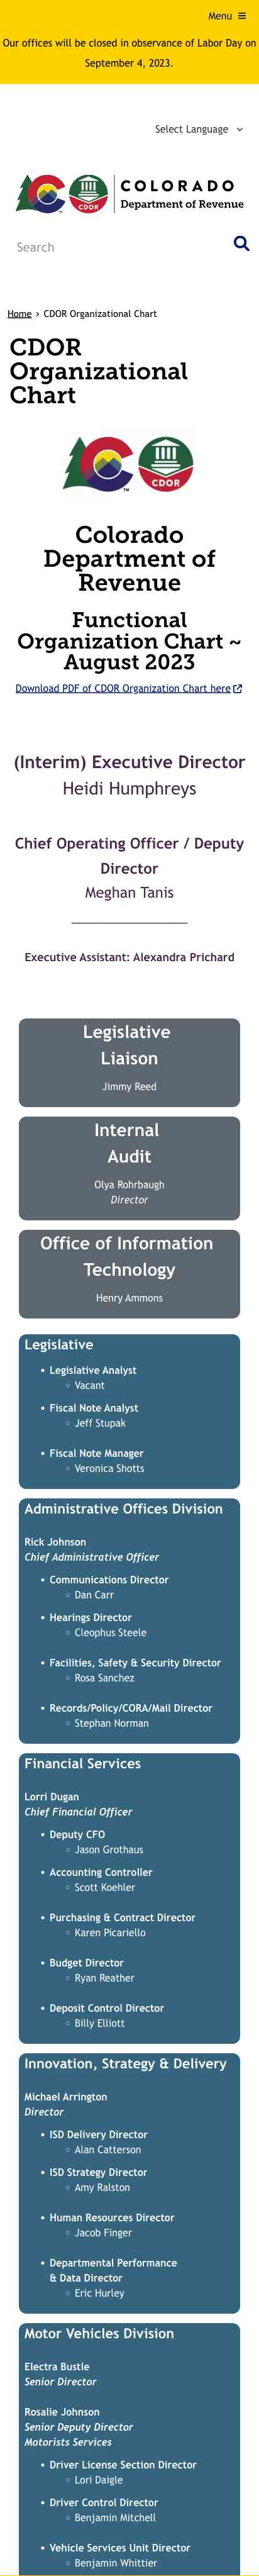 Menu ≡
Our offices will be closed in observance of Labor Day on
September 4, 2023.
Select Language
CDOR
COLORADO
Department of Revenue
Search
Home › CDOR Organizational Chart
CDOR
Organizational
Chart
CDOR
Colorado
Department of
Revenue
Functional
Organization Chart ~
August 2023
Download PDF of CDOR Organization Chart here
(Interim) Executive Director
Heidi Humphreys
Chief Operating Officer / Deputy
Director
Meghan Tanis
Executive Assistant: Alexandra Prichard
Legislative
Liaison
Jimmy Reed
Internal
Audit
Olya Rohrbaugh
Director
Office of Information
Technology
Henry Ammons
Legislative
• Legislative Analyst
◦ Vacant
• Fiscal Note Analyst
◦ Jeff Stupak
• Fiscal Note Manager
◦ Veronica Shotts
Administrative Offices Division
Rick Johnson
Chief Administrative Officer
• Communications Director
◦ Dan Carr
• Hearings Director
◦ Cleophus Steele
• Facilities, Safety & Security Director
◦ Rosa Sanchez
• Records/Policy/CORA/Mail Director
◦ Stephan Norman
Financial Services
Lorri Dugan
Chief Financial Officer
• Deputy CFO
◦ Jason Grothaus
• Accounting Controller
◦ Scott Koehler
• Purchasing & Contract Director
◦ Karen Picariello
• Budget Director
◦ Ryan Reather
• Deposit Control Director
◦ Billy Elliott
Innovation, Strategy & Delivery
Michael Arrington
Director
• ISD Delivery Director
◦ Alan Catterson
• ISD Strategy Director
◦ Amy Ralston
• Human Resources Director
◦ Jacob Finger
• Departmental Performance
& Data Director
◦ Eric Hurley
Motor Vehicles Division
Electra Bustle
Senior Director
Rosalie Johnson
Senior Deputy Director
Motorists Services
• Driver License Section Director
◦ Lori Daigle
• Driver Control Director
◦ Benjamin Mitchell
• Vehicle Services Unit Director
◦ Benjamin Whittier